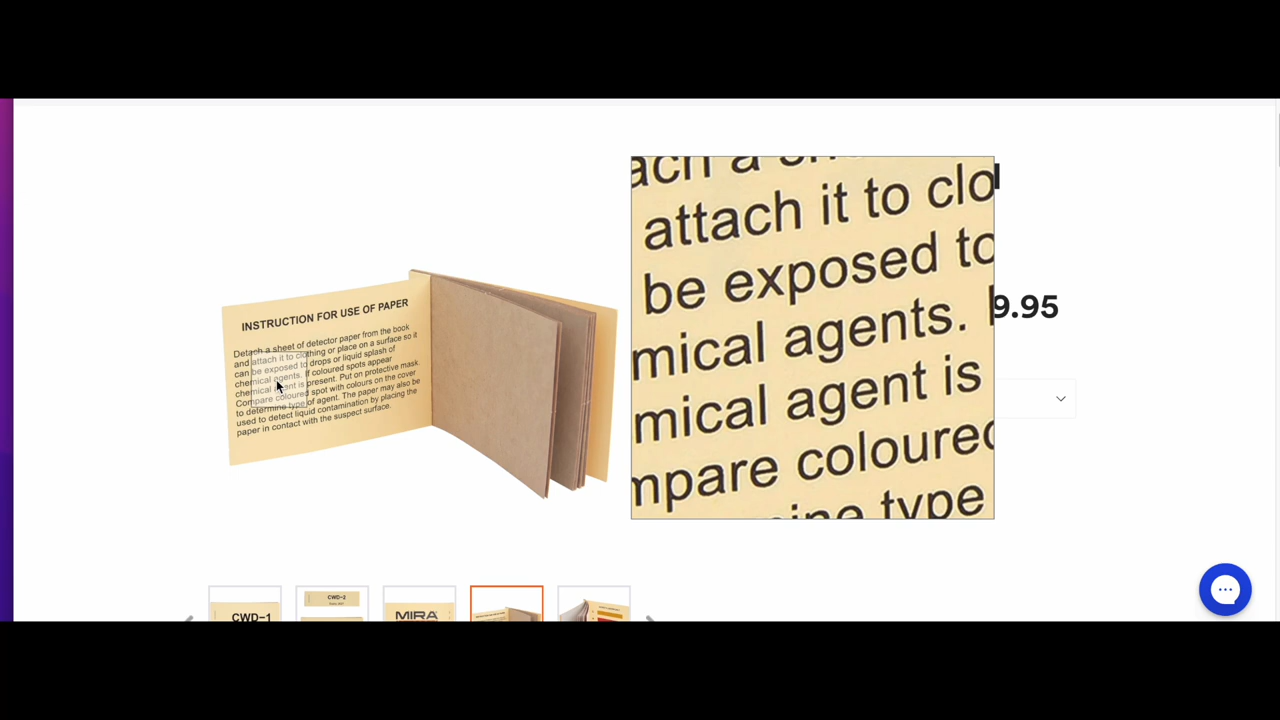 INSTRUCTION FOR USE OF PAPER
Detach a sheet of detector paper from the book
and attach it to clothing or place on a surface so it
can be exposed to drops or liquid splash of
chemical agents. If coloured spots appear
chemical agent is present. Put on protective mask.
Compare coloured spot with colours on the cover
to determine type of agent. The paper may also be
used to detect liquid contamination by placing the
paper in contact with the suspect surface.
ach a sh
attach it to clo
be exposed to
mical agents.
mical agent is
mpare coloured
mine type
9.95
CWD-1
CWD-2
MIRA